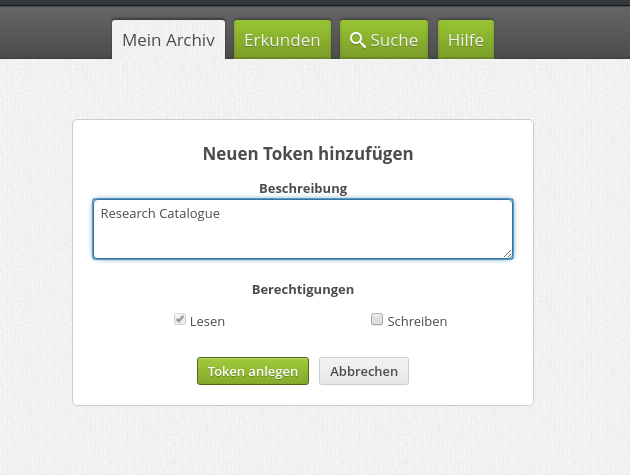 Mein Archiv Erkunden Suche Hilfe
Neuen Token hinzufügen
Beschreibung
Research Catalogue
Berechtigungen
Lesen Schreiben
Token anlegen Abbrechen